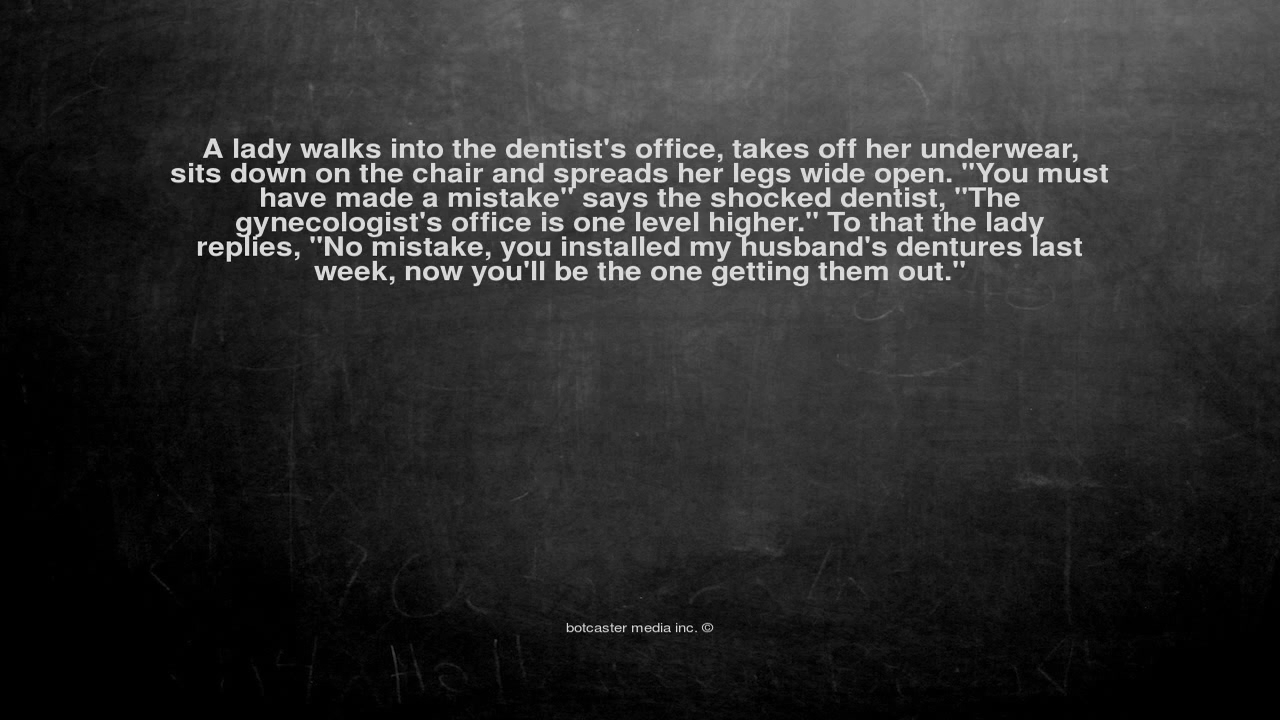 A lady walks into the dentist's office, takes off her underwear,
sits down on the chair and spreads her legs wide open. "You must
have made a mistake" says the shocked dentist, "The
gynecologist's office is one level higher." To that the lady
replies, "No mistake, you installed my husband's dentures last
week, now you'll be the one getting them out."
botcaster media inc. ©